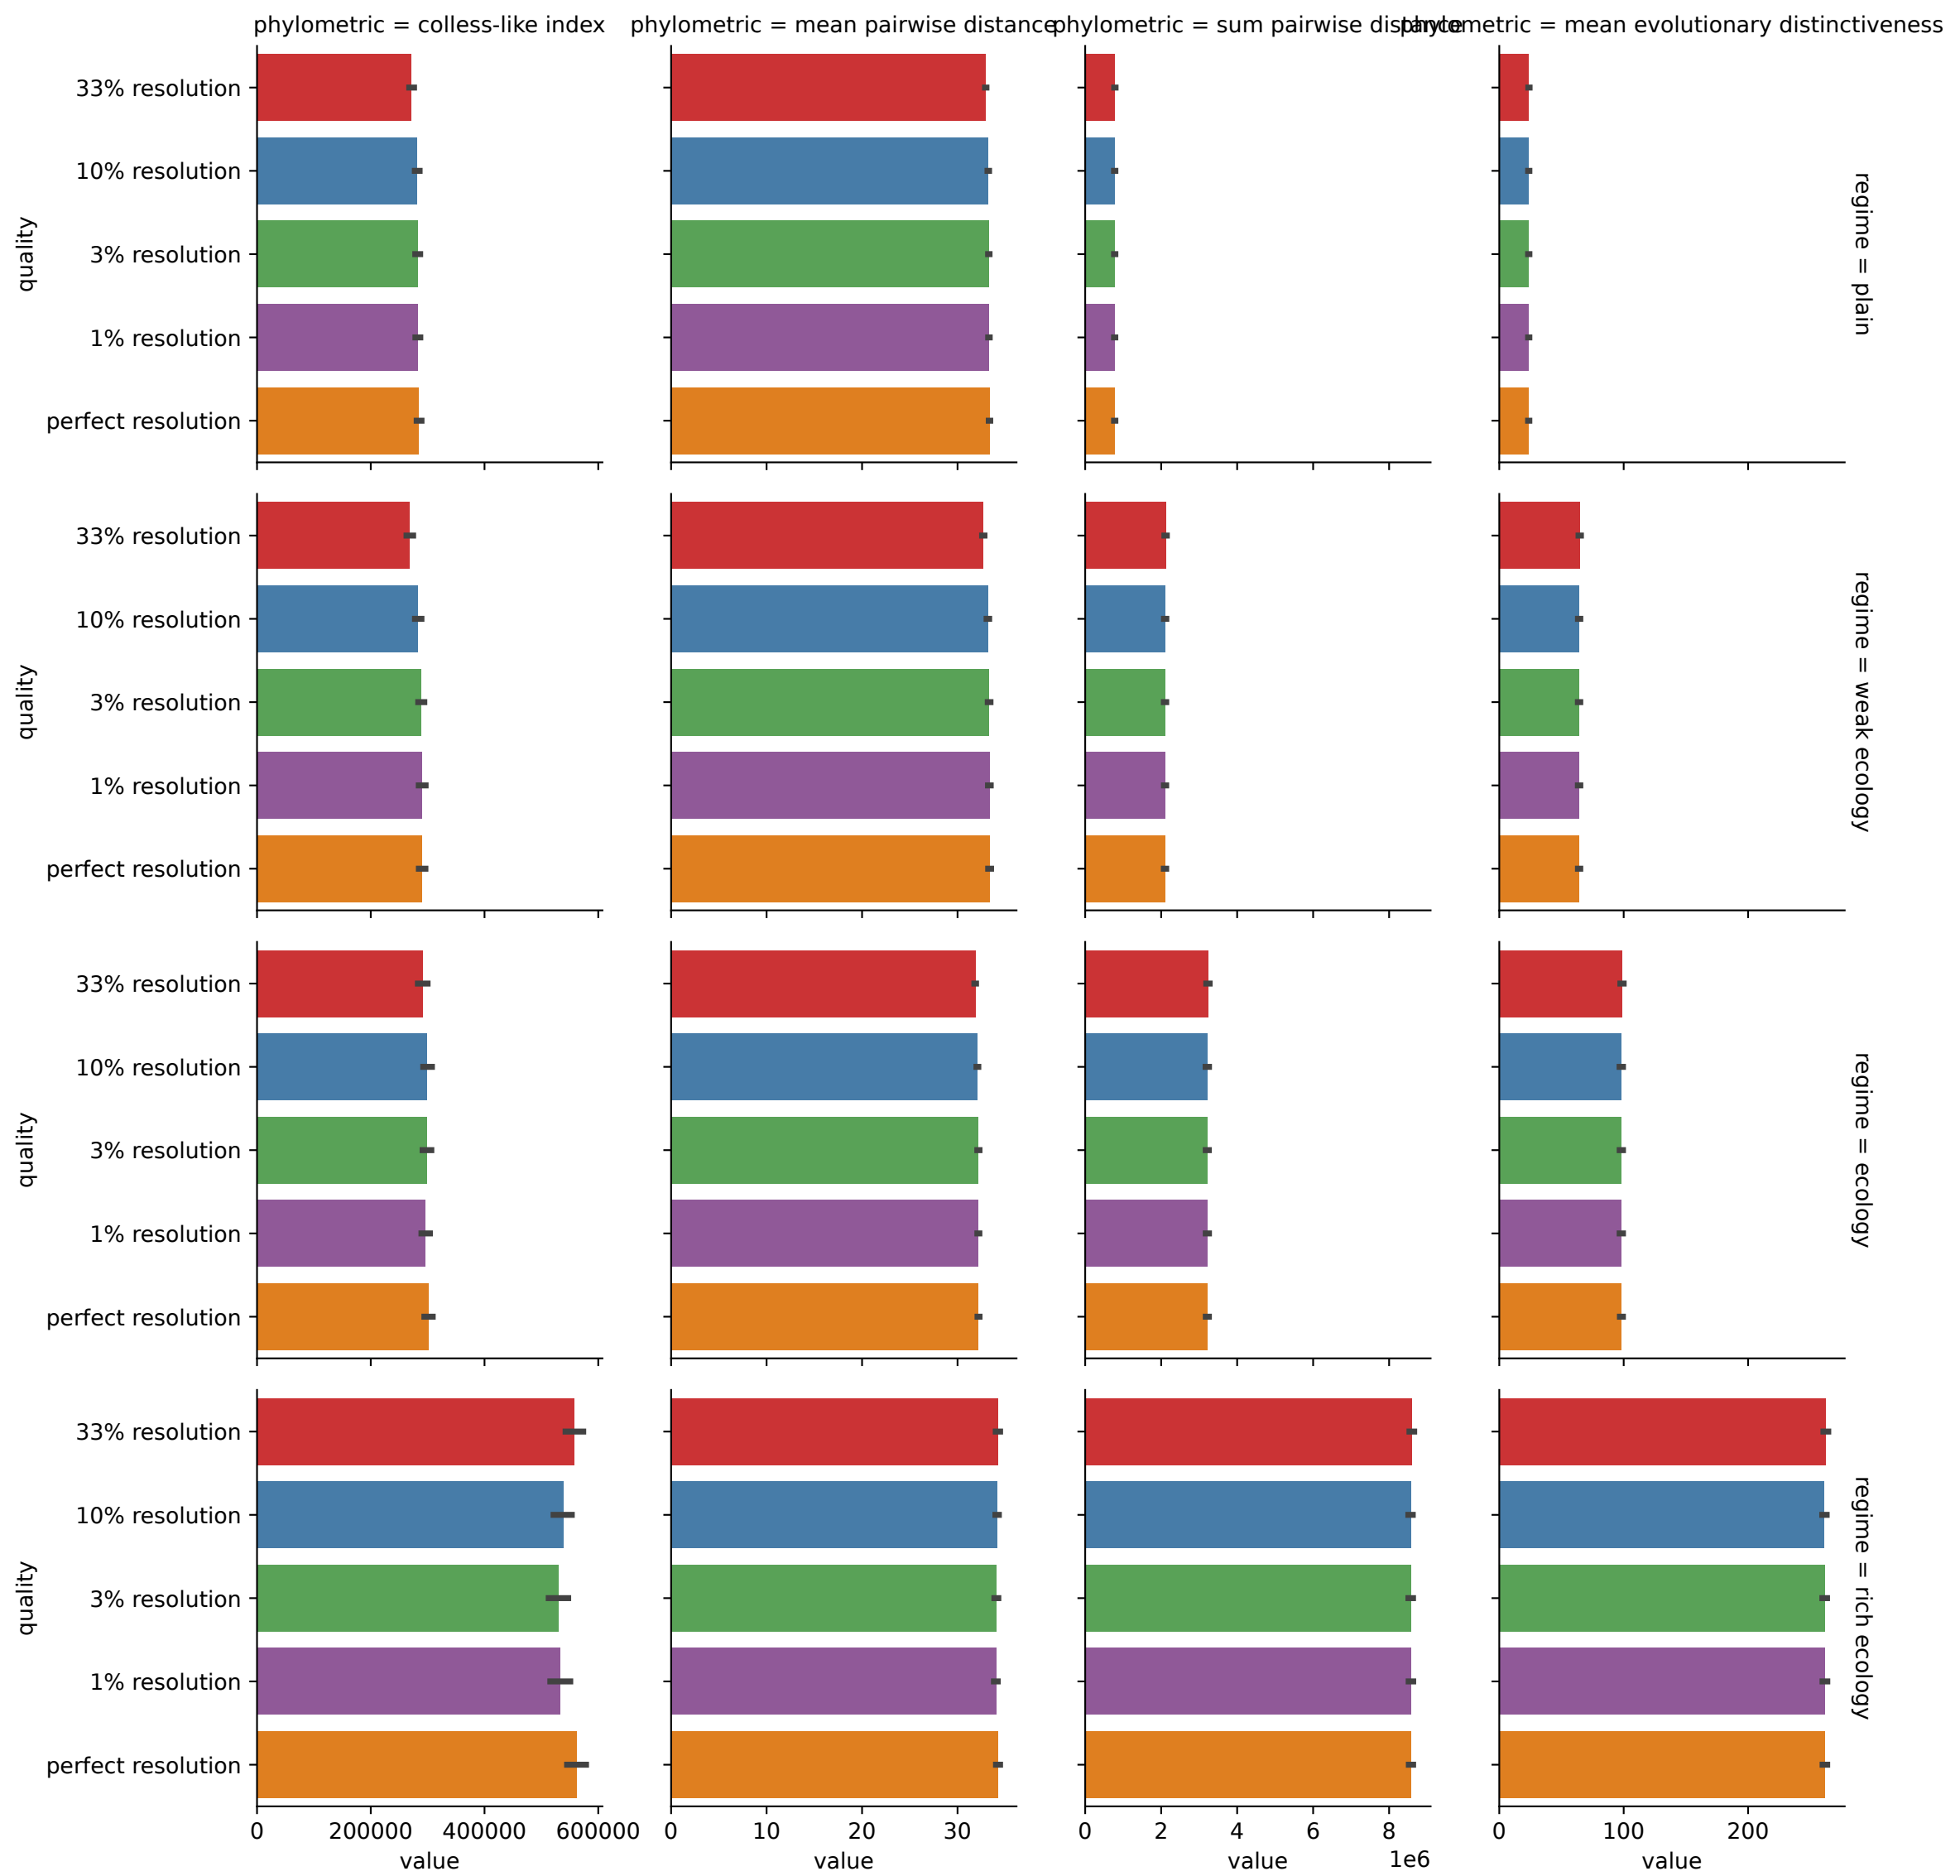 phylometric = colless-like index
phylometric = mean pairwise distance
phylometric = sum pairwise distance
phylometric = mean evolutionary distinctiveness
quality
33% resolution
10% resolution
3% resolution
1% resolution
perfect resolution
regime = plain
quality
33% resolution
10% resolution
3% resolution
1% resolution
perfect resolution
regime = weak ecology
quality
33% resolution
10% resolution
3% resolution
1% resolution
perfect resolution
regime = ecology
quality
33% resolution
10% resolution
3% resolution
1% resolution
perfect resolution
regime = rich ecology
0 200000 400000 600000
value
0 10 20 30
value
0 2 4 6 8
value
1e6
0 100 200
value